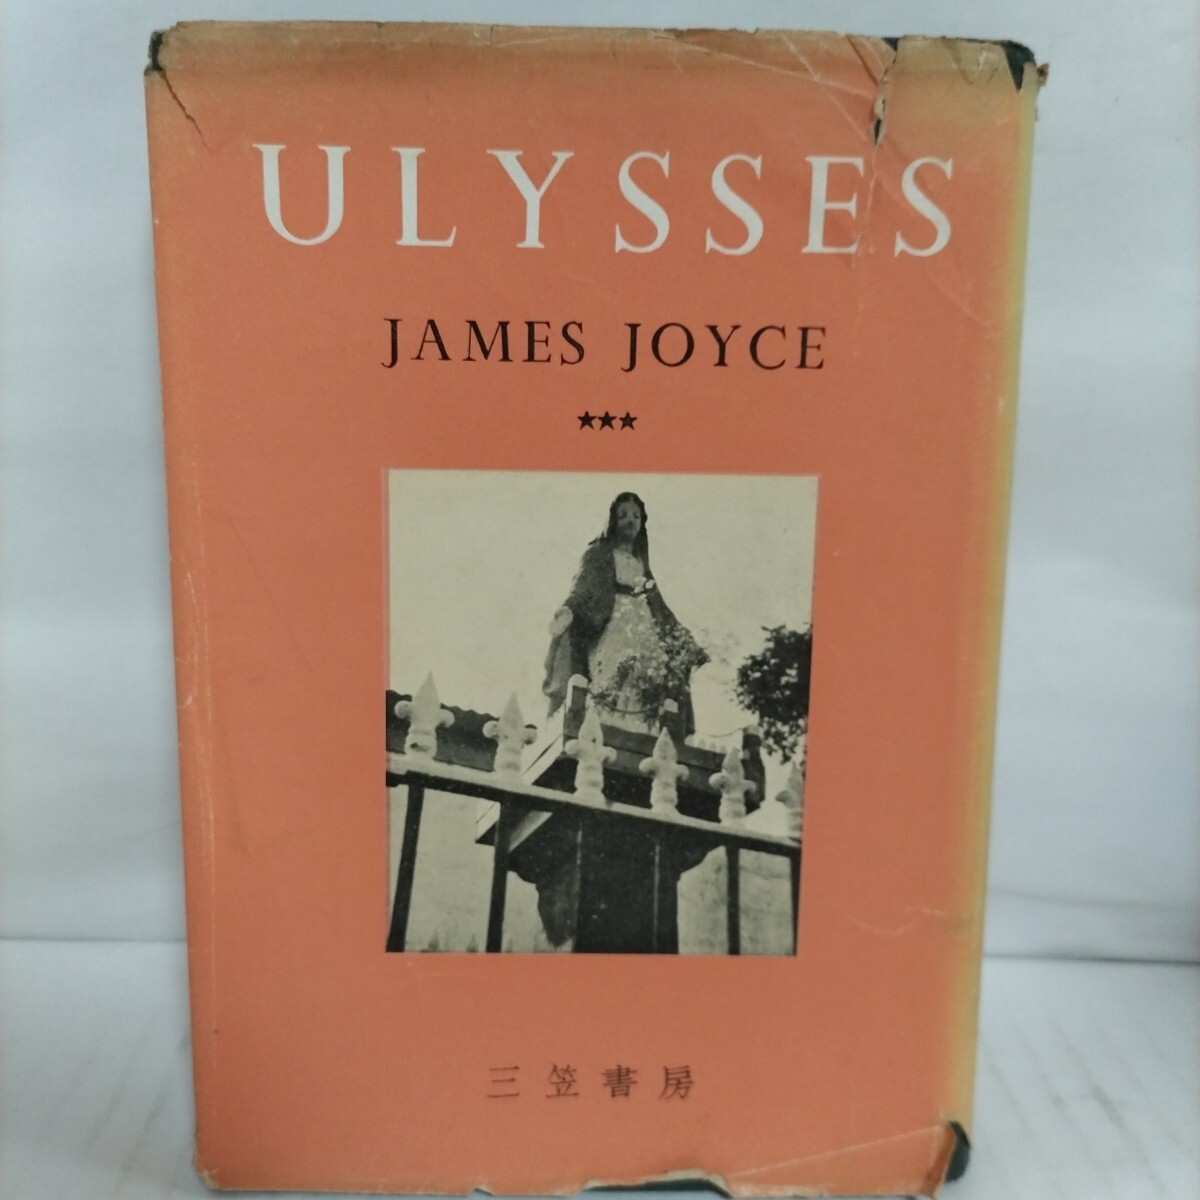 ULYSSES
JAMES JOYCE
★★★
三笠書房